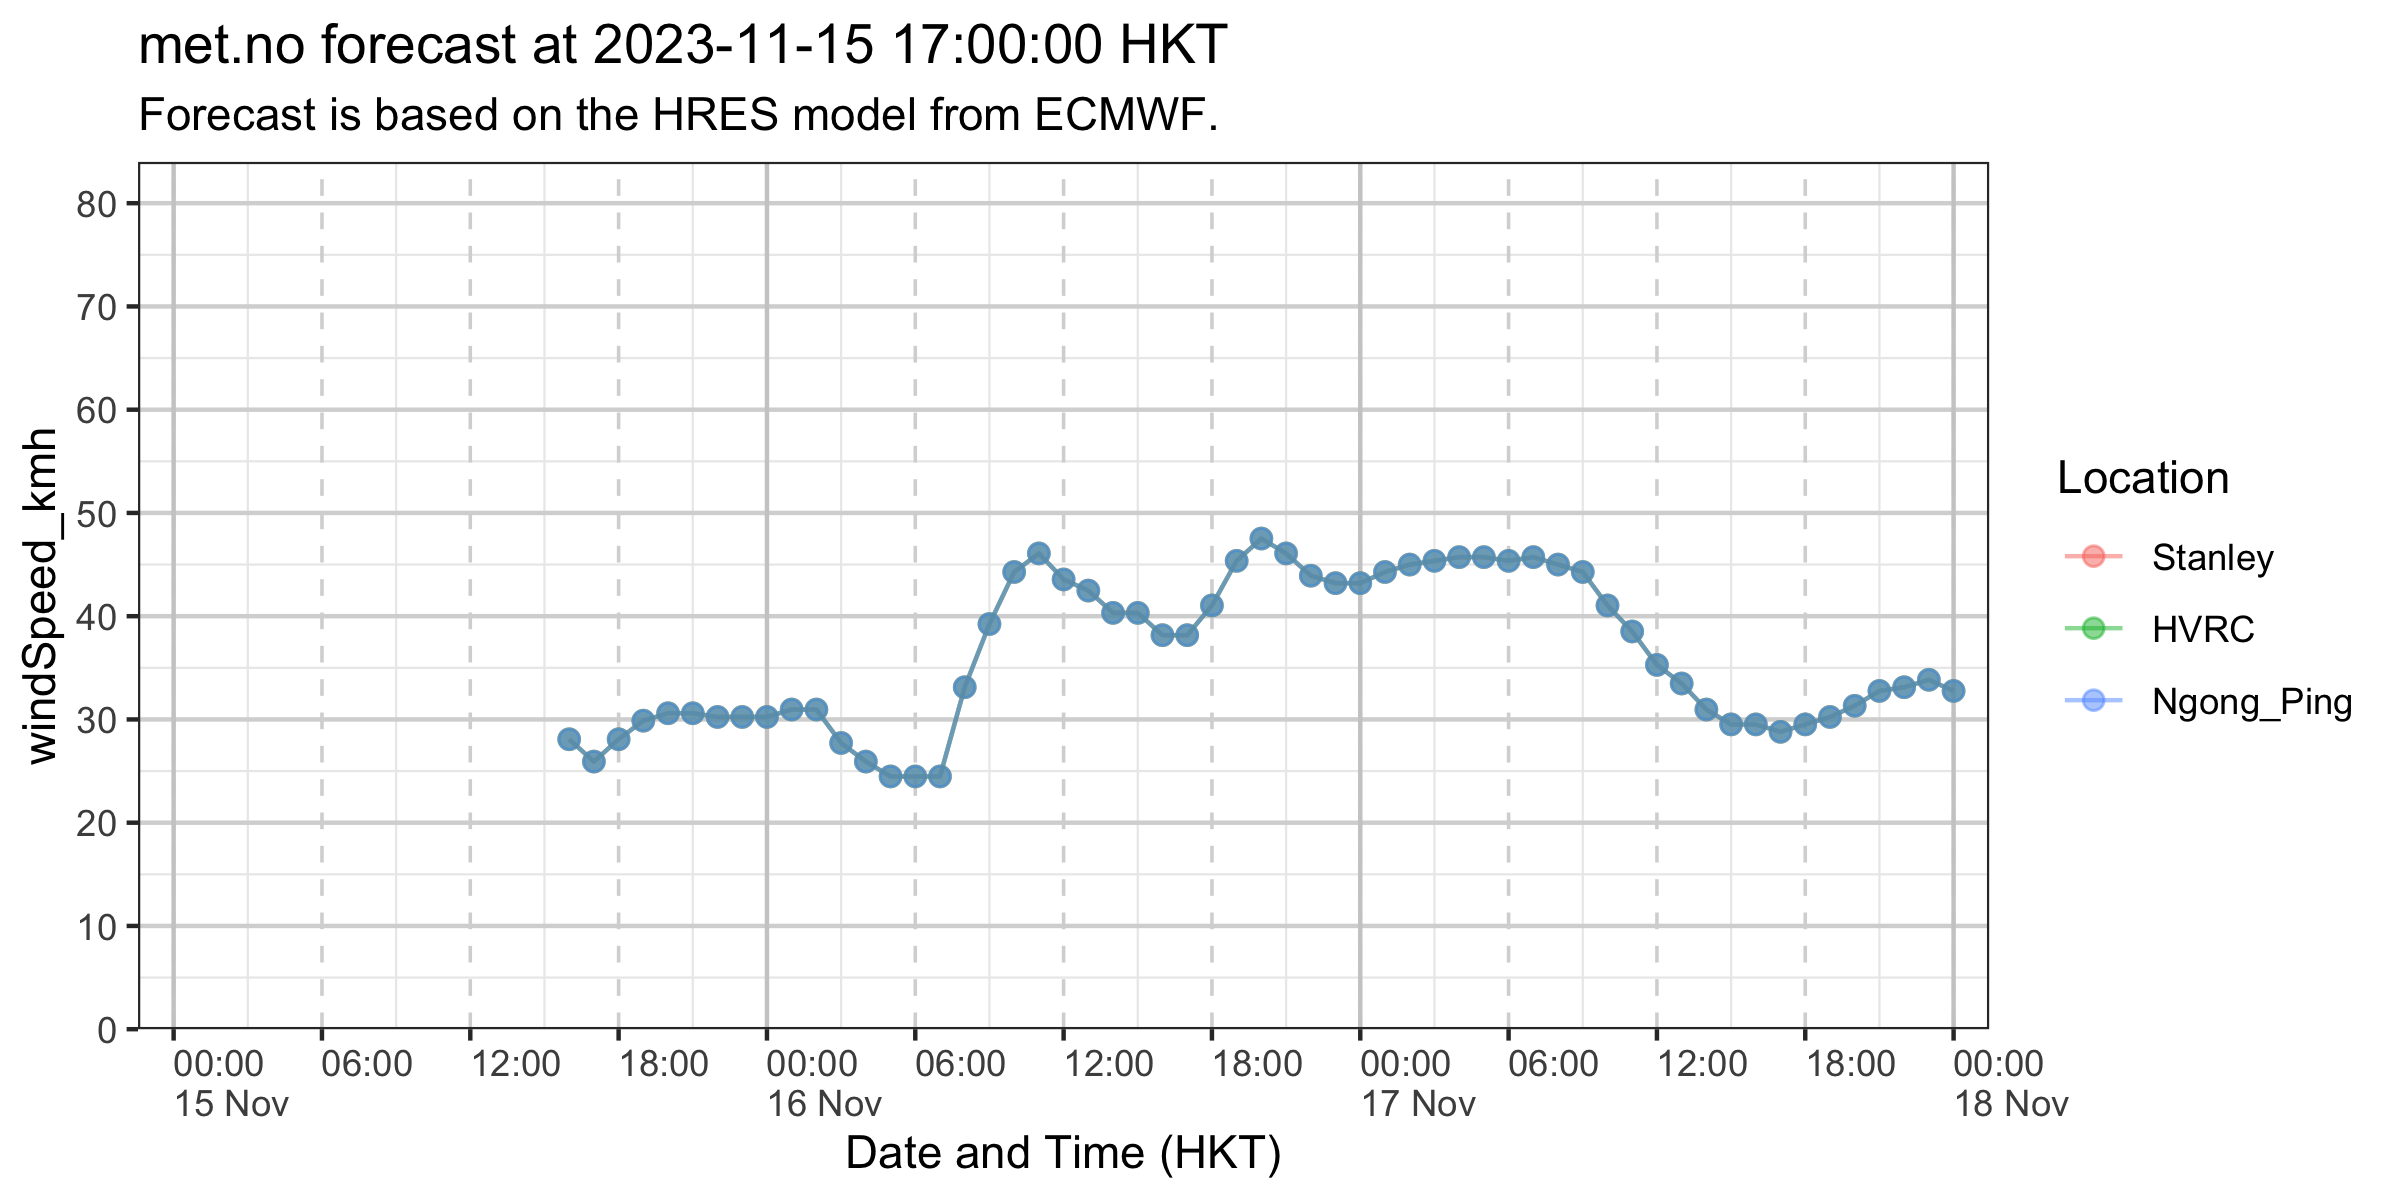 met.no forecast at 2023-11-15 17:00:00 HKT
Forecast is based on the HRES model from ECMWF.
windSpeed_kmh
80
70
60
50
40
30
20
10
0
00:00 06:00 12:00 18:00 00:00 06:00 12:00 18:00 00:00 06:00 12:00 18:00 00:00
15 Nov 16 Nov 17 Nov 18 Nov
Date and Time (HKT)
Location
Stanley
HVRC
Ngong_Ping